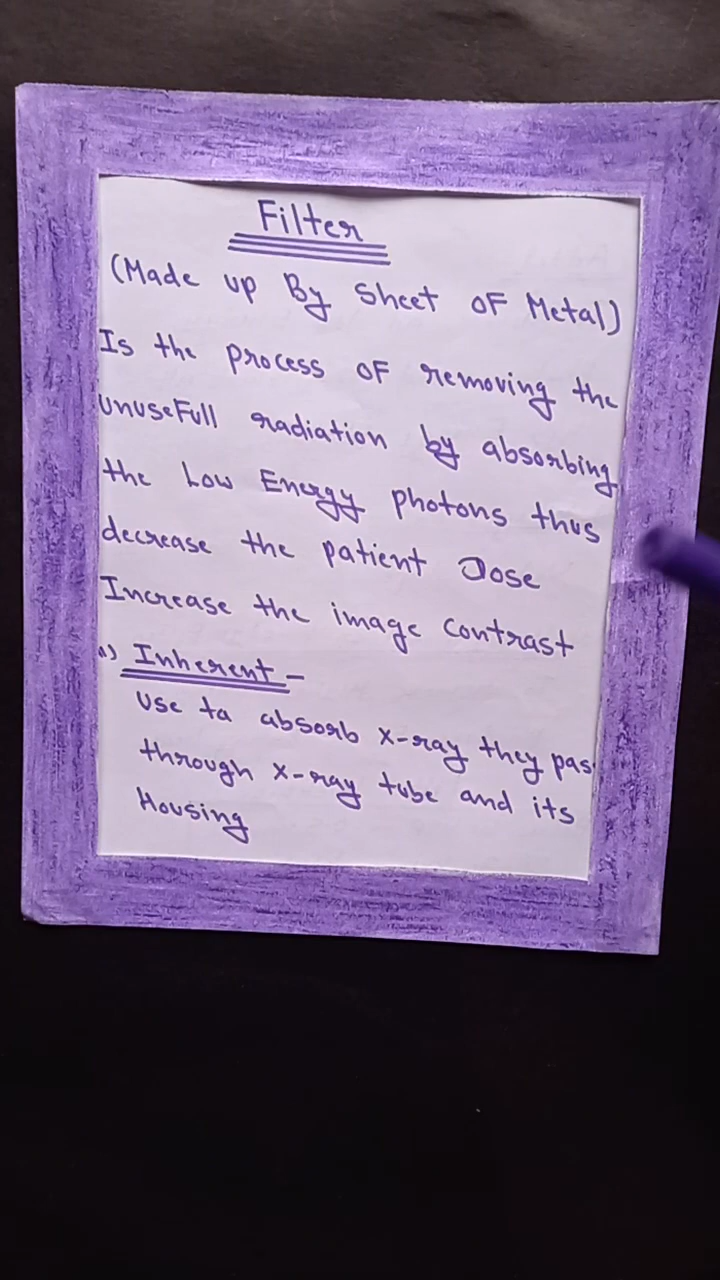 Filter
(Made up By Sheet OF Metal)
Is the process OF removing the
unuseFull radiation by absorbing
the Low Energy photons thus
decrease the patient Dose
Increase the image contrast
a) Inherent -
Use ta absorb x-ray they pas
through x-ray tube and its
Housing